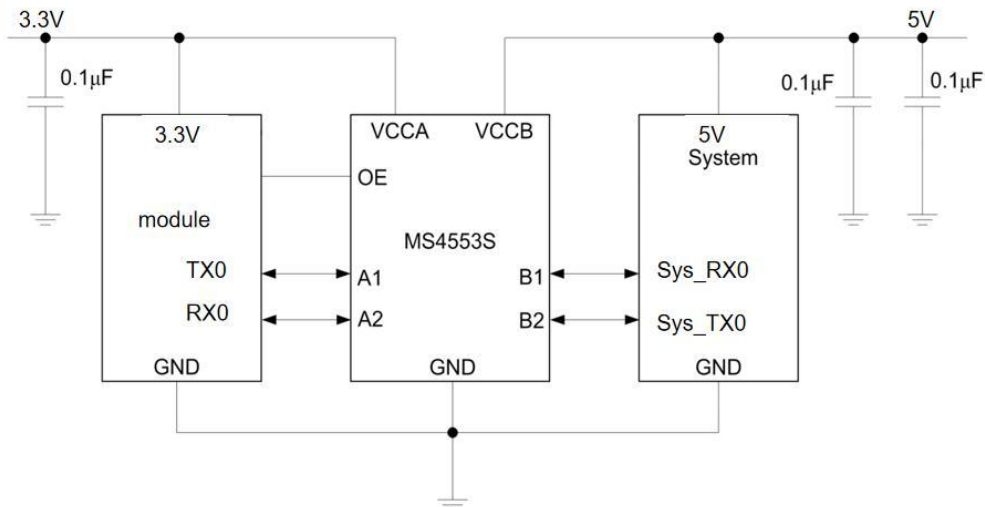 3.3V
5V
0.1μF
0.1μF
0.1μF
3.3V
module
TX0
RX0
GND
VCCA
VCCB
OE
MS4553S
A1
A2
B1
B2
GND
5V
System
Sys_RX0
Sys_TX0
GND